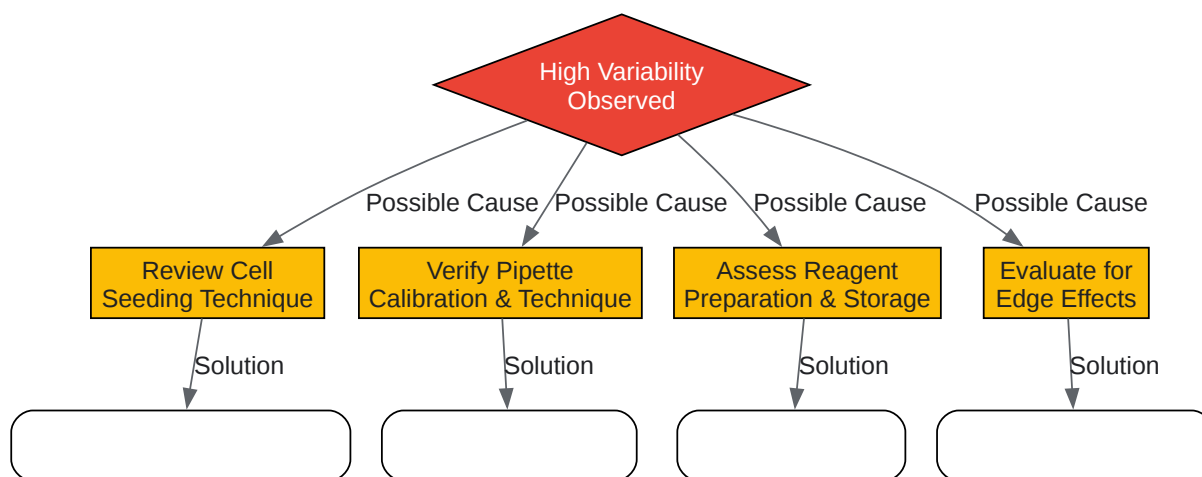 High Variability
Observed
Possible Cause
Possible Cause
Possible Cause
Possible Cause
Review Cell
Seeding Technique
Verify Pipette
Calibration & Technique
Assess Reagent
Preparation & Storage
Evaluate for
Edge Effects
Solution
Solution
Solution
Solution